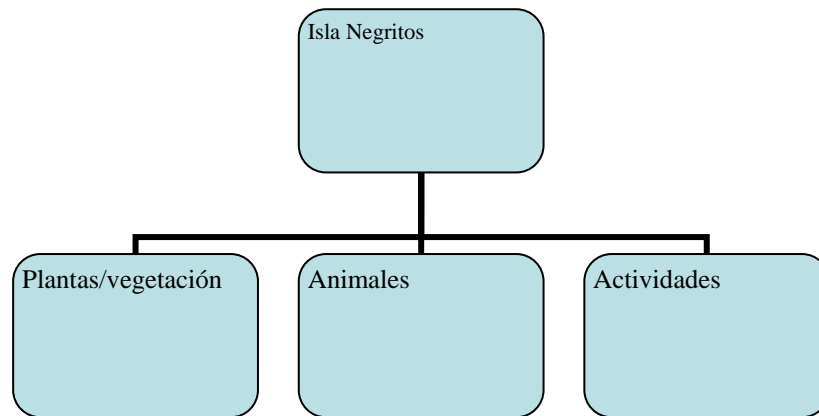 Isla Negritos
Plantas/vegetación
Animales
Actividades